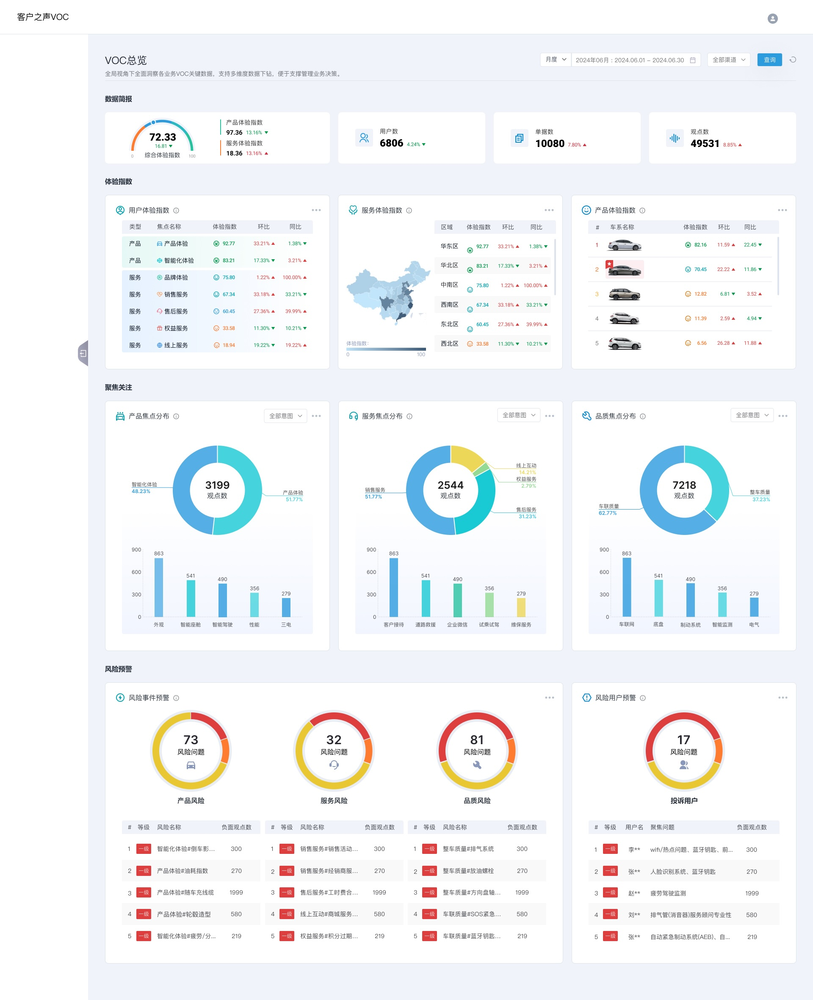 客户之声VOC
VOC总览
月度
2024年06月 : 2024.06.01 – 2024.06.30
全部渠道
查询
全局视角下全面洞察各业务VOC关键数据，支持多维度数据下钻，便于支撑管理业务决策。
数据简报
72.33
16.81
0 综合体验指数 100
产品体验指数
97.36 13.16%
服务体验指数
18.36 13.16%
用户数
6806 4.24%
单据数
10080 7.80%
观点数
49531 8.85%
体验指数
用户体验指数
类型 焦点名称 体验指数 环比 同比
产品 产品体验 92.77 33.21% 1.38%
产品 智能化体验 83.21 17.33% 3.21%
服务 品牌体验 75.80 1.22% 100.00%
服务 销售服务 67.34 33.18% 33.21%
服务 售后服务 60.45 27.36% 39.99%
服务 权益服务 33.58 11.30% 10.21%
服务 线上服务 18.94 19.22% 19.22%
服务体验指数
体验指数:
0 100
区域 体验指数 环比 同比
华东区 92.77 33.21% 1.38%
华北区 83.21 17.33% 3.21%
中南区 75.80 1.22% 100.00%
西南区 67.34 33.18% 33.21%
东北区 60.45 27.36% 39.99%
西北区 33.58 11.30% 10.21%
产品体验指数
# 车系名称 体验指数 环比 同比
1 82.16 11.59 22.45
2 70.45 22.22 11.86
3 12.82 6.81 3.52
4 11.39 2.59 4.94
5 6.56 26.28 11.88
聚焦关注
产品焦点分布
全部意图
3199
观点数
智能化体验
48.23%
产品体验
51.77%
900
600
300
0
863
541
490
356
279
外观 智能座舱 智能驾驶 性能 三电
服务焦点分布
全部意图
2544
观点数
线上互动
14.21%
权益服务
2.79%
销售服务
51.77%
售后服务
31.23%
900
600
300
0
863
541
490
356
279
客户接待 道路救援 企业微信 试乘试驾 维保服务
品质焦点分布
全部意图
7218
观点数
整车质量
37.23%
车联质量
62.77%
900
600
300
0
863
541
490
356
279
车联网 底盘 制动系统 智能监测 电气
风险预警
风险事件预警
73
风险问题
产品风险
32
风险问题
服务风险
81
风险问题
品质风险
# 等级 风险名称 负面观点数
1 一级 智能化体验#倒车影... 300
2 一级 产品体验#油耗指数 270
3 一级 产品体验#随车充线缆 1999
4 一级 产品体验#轮毂造型 580
5 一级 智能化体验#疲劳/分... 219
# 等级 风险名称 负面观点数
1 一级 销售服务#销售活动... 300
2 一级 销售服务#经销商服... 270
3 一级 售后服务#工时费合... 1999
4 一级 线上互动#商城服务... 580
5 一级 权益服务#积分过期... 219
# 等级 风险名称 负面观点数
1 一级 整车质量#排气系统 300
2 一级 整车质量#放油螺栓 270
3 一级 整车质量#方向盘轴... 1999
4 一级 车联质量#SOS紧急... 580
5 一级 车联质量#蓝牙钥匙... 219
风险用户预警
17
风险问题
投诉用户
# 等级 用户名 聚焦问题 负面观点数
1 一级 李** wifi/热点问题、蓝牙钥匙、前... 300
2 一级 张** 人脸识别系统、蓝牙钥匙 270
3 一级 赵** 疲劳驾驶监测 1999
4 一级 刘** 排气管(消音器)服务顾问专业性 580
5 一级 张** 自动紧急制动系统(AEB)、自... 219